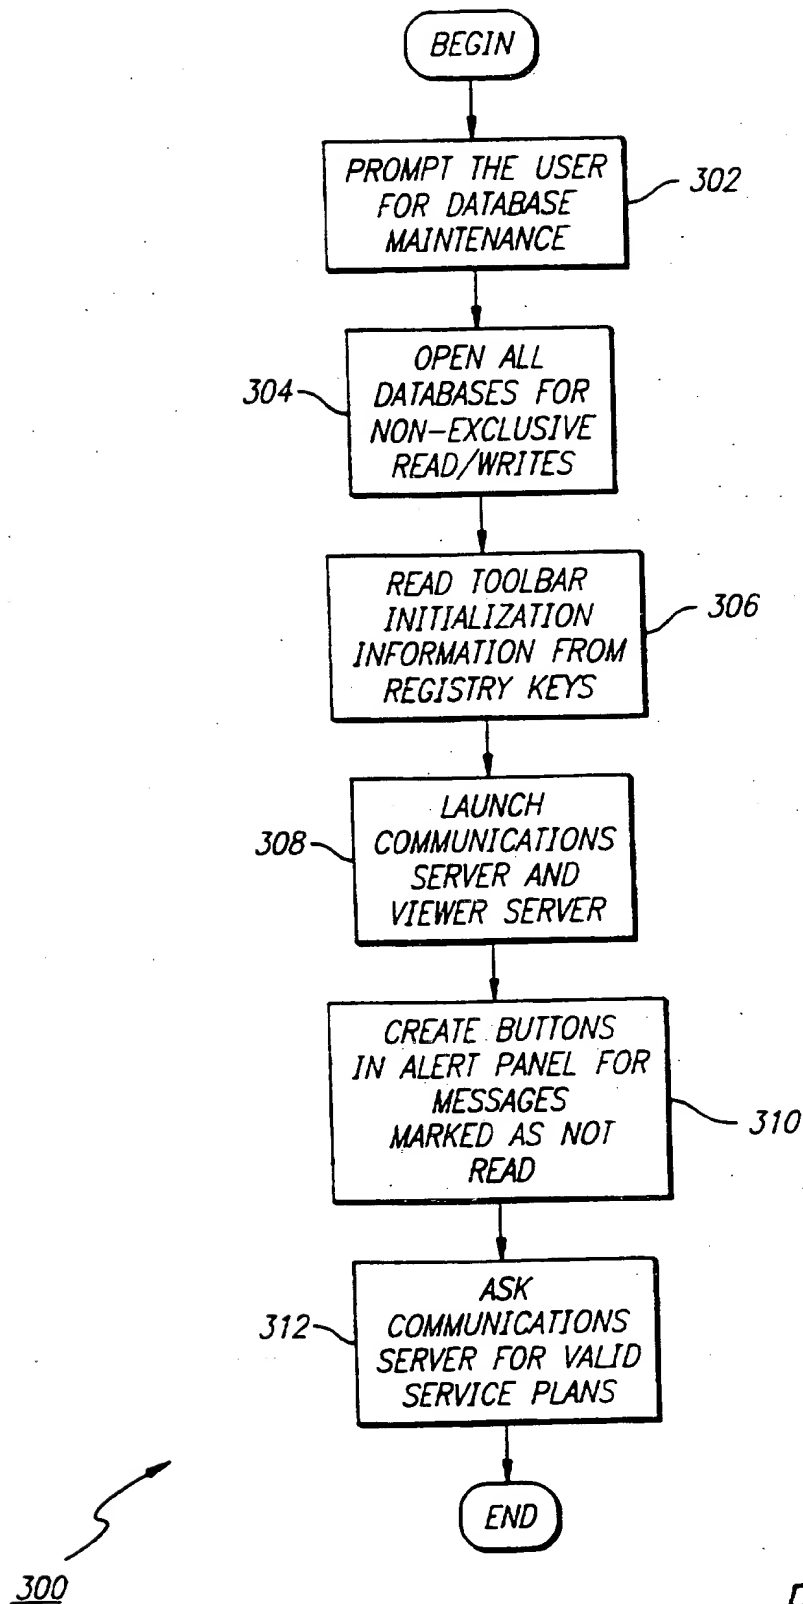 BEGIN
PROMPT THE USER
FOR DATABASE
MAINTENANCE
302
OPEN ALL
DATABASES FOR
NON-EXCLUSIVE
READ/WRITES
304
READ TOOLBAR
INITIALIZATION
INFORMATION FROM
REGISTRY KEYS
306
LAUNCH
COMMUNICATIONS
SERVER AND
VIEWER SERVER
308
CREATE BUTTONS
IN ALERT PANEL FOR
MESSAGES
MARKED AS NOT
READ
310
ASK
COMMUNICATIONS
SERVER FOR VALID
SERVICE PLANS
312
END
300